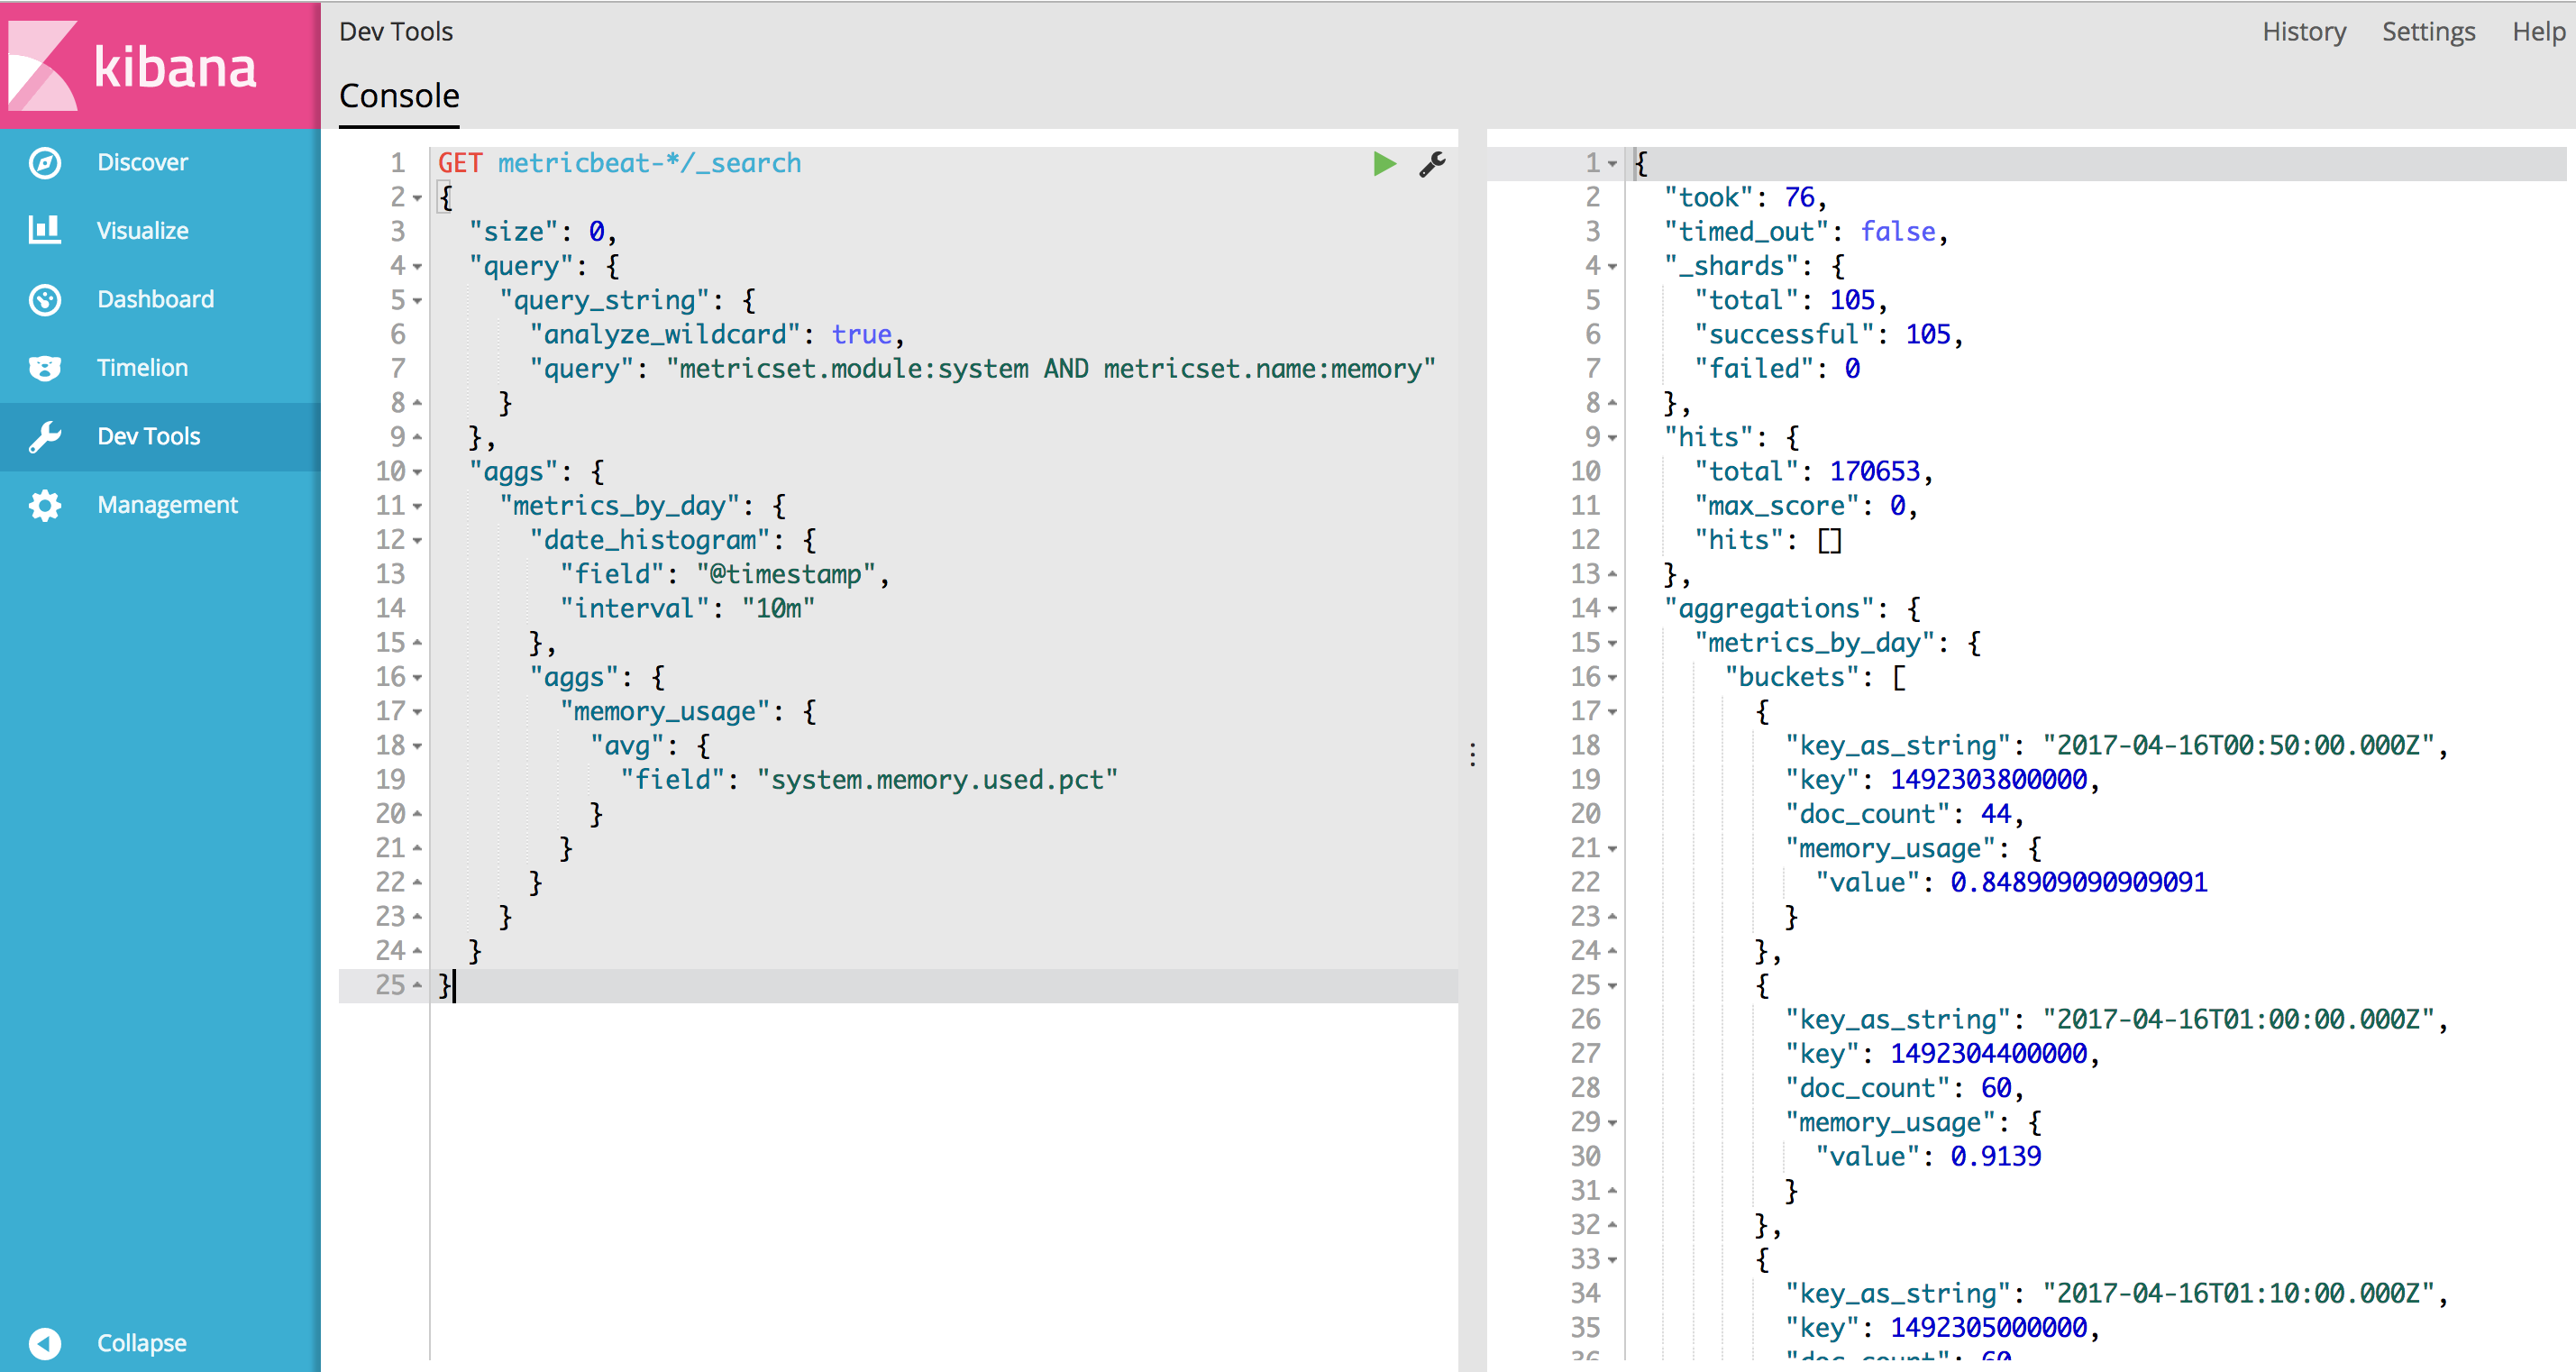 kibana
Discover
Visualize
Dashboard
Timelion
Dev Tools
Management
Collapse
Dev Tools
History Settings Help
Console
1 GET metricbeat-*/_search
2 {
3 "size": 0,
4 "query": {
5 "query_string": {
6 "analyze_wildcard": true,
7 "query": "metricset.module:system AND metricset.name:memory"
8 }
9 },
10 "aggs": {
11 "metrics_by_day": {
12 "date_histogram": {
13 "field": "@timestamp",
14 "interval": "10m"
15 },
16 "aggs": {
17 "memory_usage": {
18 "avg": {
19 "field": "system.memory.used.pct"
20 }
21 }
22 }
23 }
24 }
25 }
1 {
2 "took": 76,
3 "timed_out": false,
4 "_shards": {
5 "total": 105,
6 "successful": 105,
7 "failed": 0
8 },
9 "hits": {
10 "total": 170653,
11 "max_score": 0,
12 "hits": []
13 },
14 "aggregations": {
15 "metrics_by_day": {
16 "buckets": [
17 {
18 "key_as_string": "2017-04-16T00:50:00.000Z",
19 "key": 1492303800000,
20 "doc_count": 44,
21 "memory_usage": {
22 "value": 0.848909090909091
23 }
24 },
25 {
26 "key_as_string": "2017-04-16T01:00:00.000Z",
27 "key": 1492304400000,
28 "doc_count": 60,
29 "memory_usage": {
30 "value": 0.9139
31 }
32 },
33 {
34 "key_as_string": "2017-04-16T01:10:00.000Z",
35 "key": 1492305000000,
36 "doc_count": 60